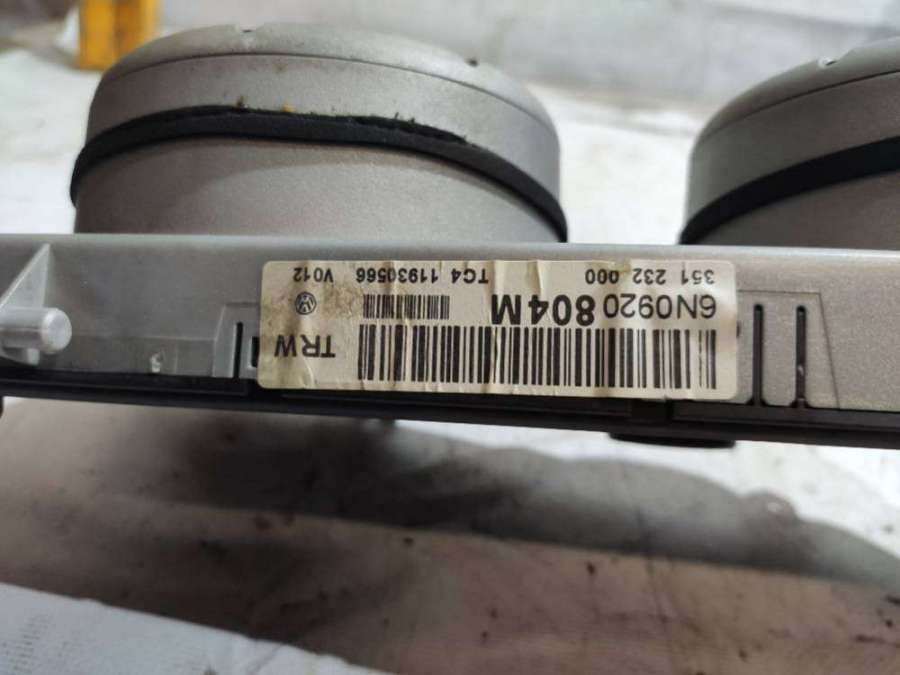 TRW
6N0920 804M
351 232 000 TC4 11930566 V012